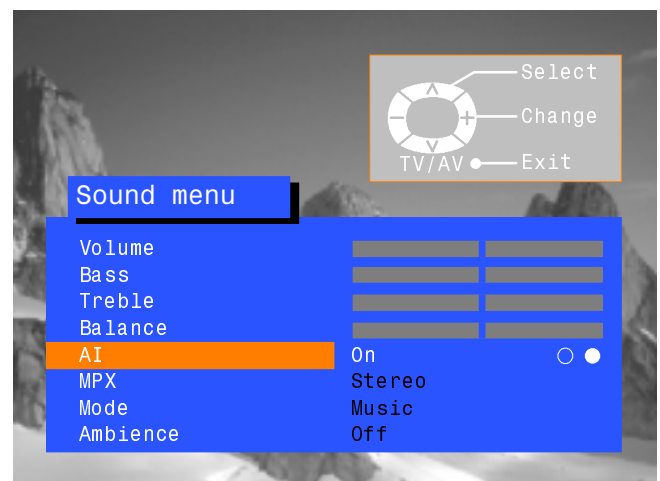 Select
Change
TV/AV Exit
Sound menu
Volume
Bass
Treble
Balance
AI On
MPX Stereo
Mode Music
Ambience Off